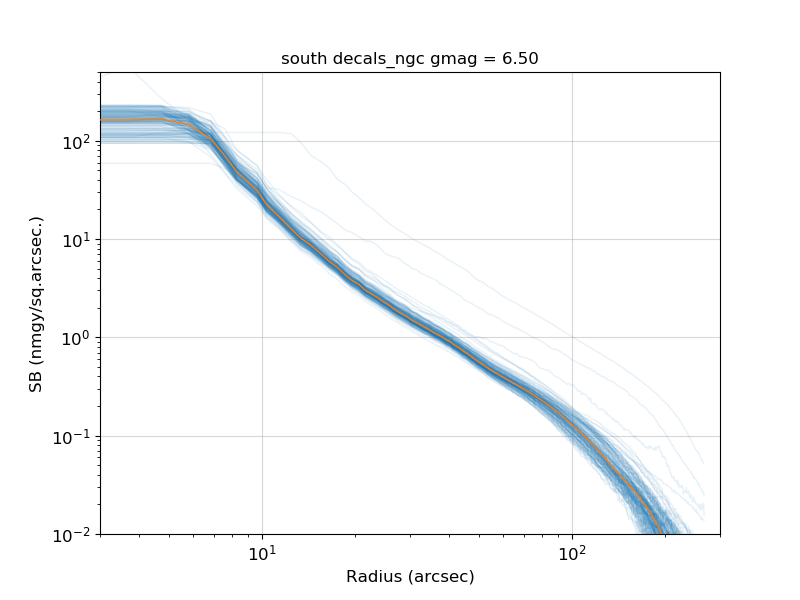 south decals_ngc gmag = 6.50
SB (nmgy/sq.arcsec.)
10²
10¹
10⁰
10⁻¹
10⁻²
10¹
10²
Radius (arcsec)